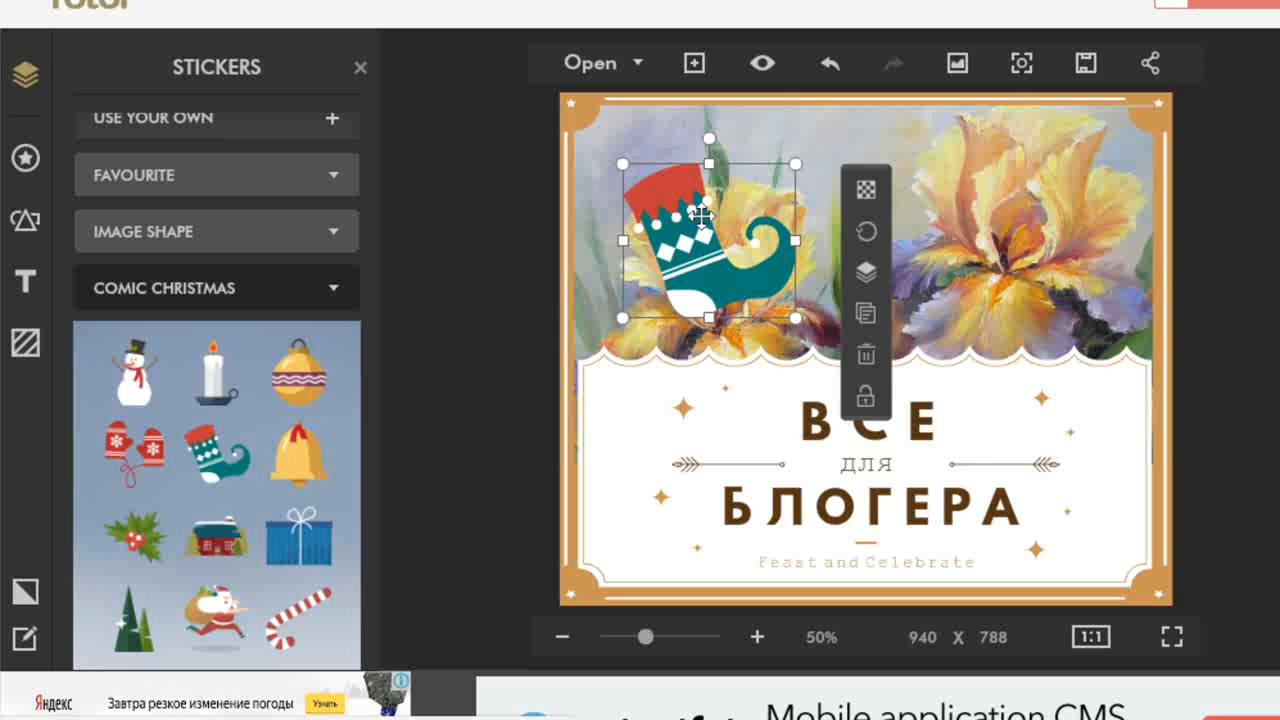 STICKERS
Open
USE YOUR OWN
FAVOURITE
IMAGE SHAPE
COMIC CHRISTMAS
ВСЕ
ДЛЯ
БЛОГЕРА
Feast and Celebrate
50%
940 X 788
1:1
Яндекс
Завтра резкое изменение погоды
Узнать
Mobile application CMS